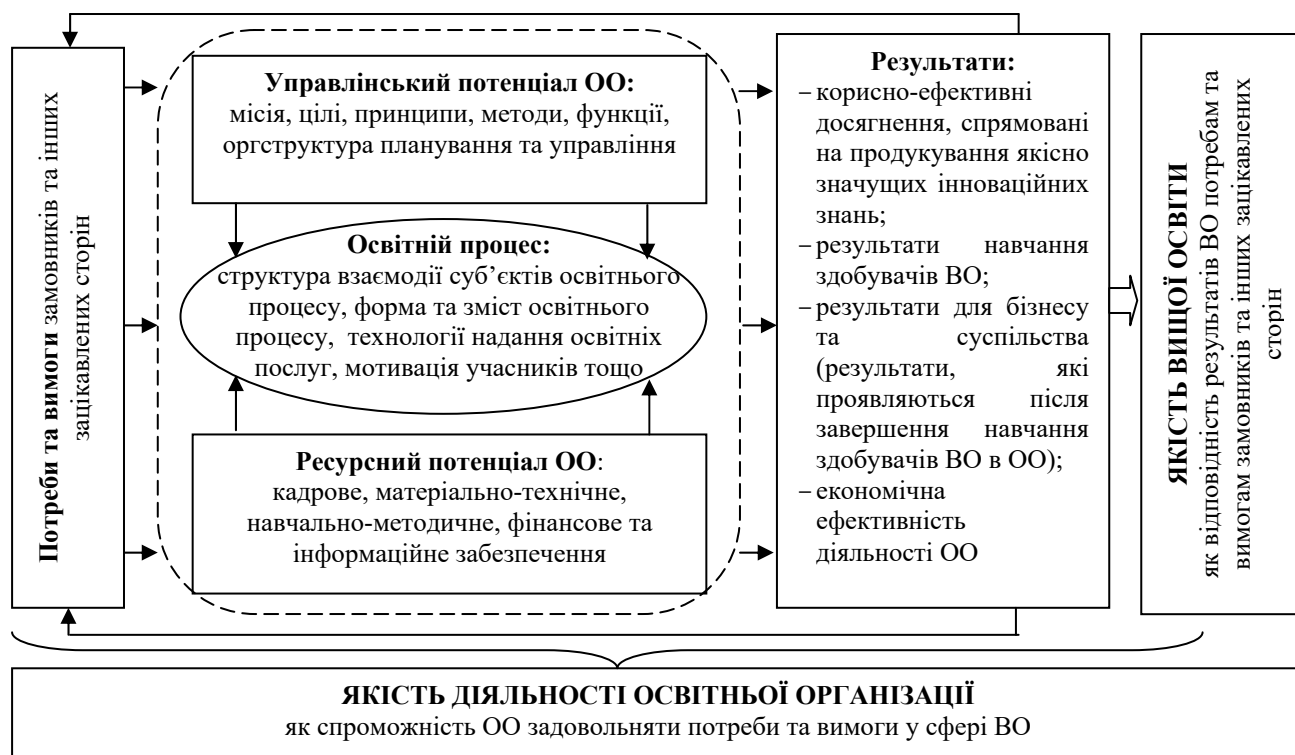 Потреби та вимоги замовників та інших
зацікавлених сторін
Управлінський потенціал ОО:
місія, цілі, принципи, методи, функції,
оргструктура планування та управління
Освітній процес:
структура взаємодії суб’єктів освітнього
процесу, форма та зміст освітнього
процесу, технології надання освітніх
послуг, мотивація учасників тощо
Ресурсний потенціал ОО:
кадрове, матеріально-технічне,
навчально-методичне, фінансове та
інформаційне забезпечення
Результати:
– корисно-ефективні
досягнення, спрямовані
на продукування якісно
значущих інноваційних
знань;
– результати навчання
здобувачів ВО;
– результати для бізнесу
та суспільства
(результати, які
проявляються після
завершення навчання
здобувачів ВО в ОО);
– економічна
ефективність
діяльності ОО
ЯКІСТЬ ВИЩОЇ ОСВІТИ
як відповідність результатів ВО потребам та
вимогам замовників та інших зацікавлених
сторін
ЯКІСТЬ ДІЯЛЬНОСТІ ОСВІТНЬОЇ ОРГАНІЗАЦІЇ
як спроможність ОО задовольняти потреби та вимоги у сфері ВО